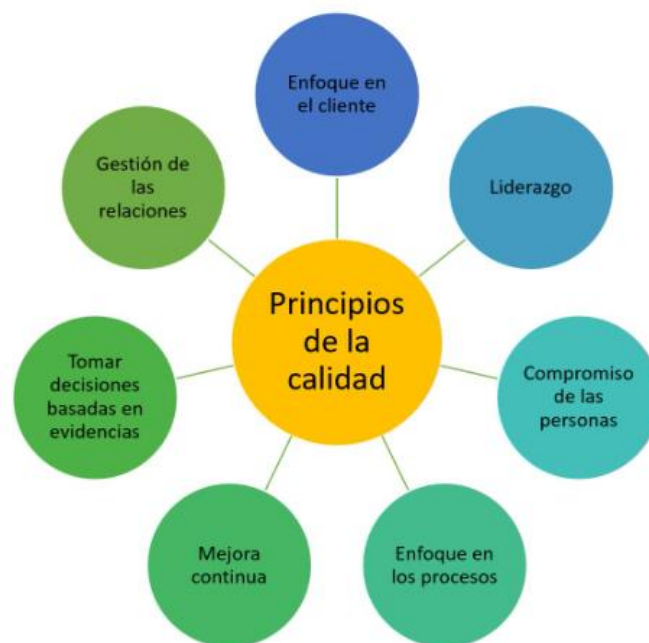 Enfoque en
el cliente
Liderazgo
Compromiso
de las
personas
Enfoque en
los procesos
Mejora
continua
Tomar
decisiones
basadas en
evidencias
Gestión de
las
relaciones
Principios
de la
calidad